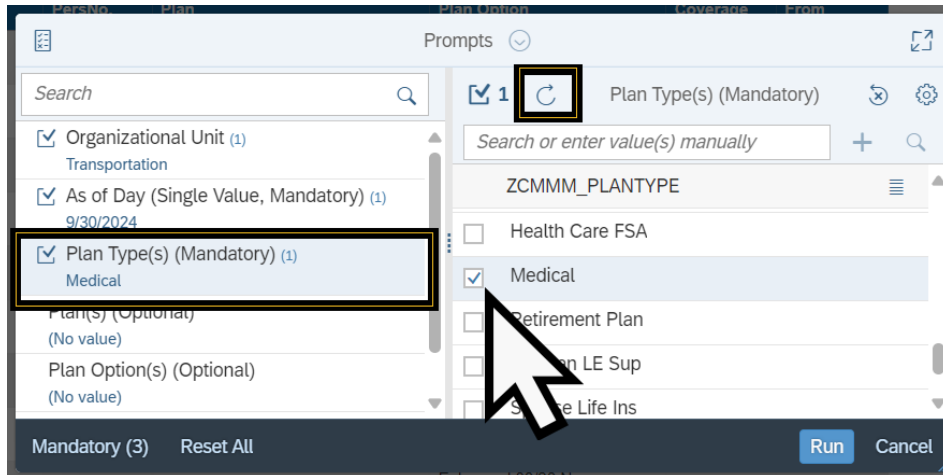 PersNo. Plan Plan Option Coverage From
Prompts
Search
Organizational Unit (1)
Transportation
As of Day (Single Value, Mandatory) (1)
9/30/2024
Plan Type(s) (Mandatory) (1)
Medical
Plan(s) (Optional)
(No value)
Plan Option(s) (Optional)
(No value)
1 Plan Type(s) (Mandatory)
Search or enter value(s) manually
ZCMMM_PLANTYPE
Health Care FSA
Medical
Retirement Plan
LE Sup
Life Ins
Mandatory (3) Reset All Run Cancel